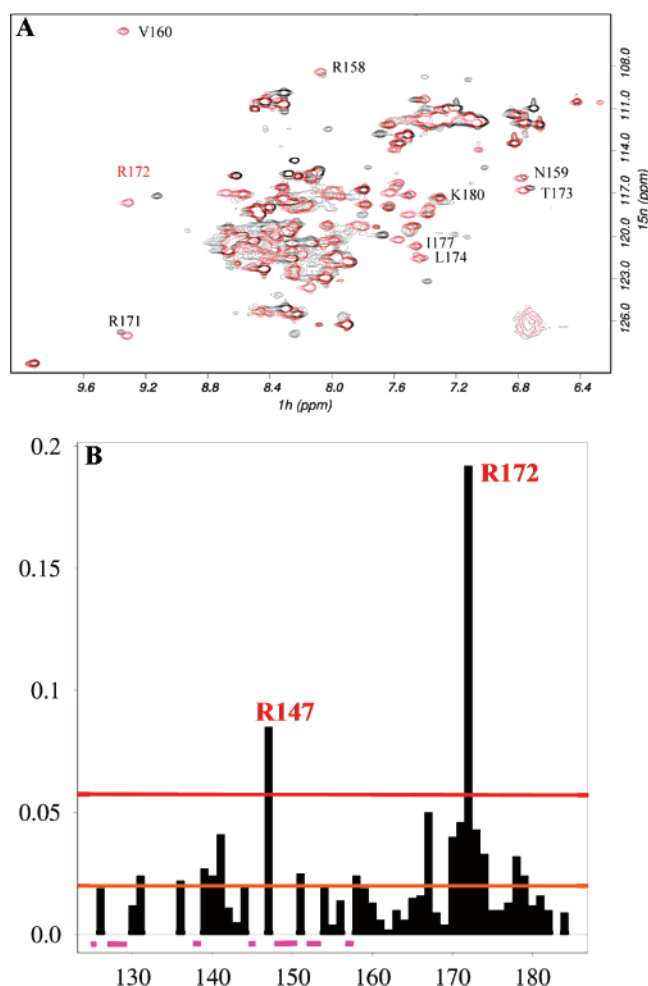 A
V160
R158
108.0
111.0
114.0
R172
N159
117.0
K180
T173
I177
120.0
L174
123.0
R171
126.0
15n (ppm)
9.6 9.2 8.8 8.4 8.0 7.6 7.2 6.8 6.4
1h (ppm)
0.2
B
R172
0.15
0.1
R147
0.05
0.0
130 140 150 160 170 180